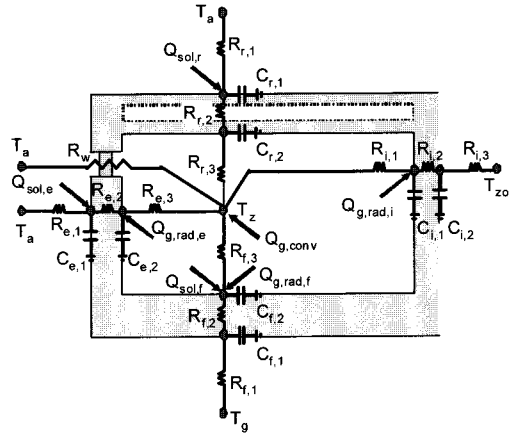 T_a
R_r,1
Q_sol,r
C_r,1
R_r,2
C_r,2
T_a
R_w
R_r,3
R_i,1
R_i,2
R_i,3
Q_sol,e
R_e,2
R_e,3
T_z
T_zo
T_a
R_e,1
Q_g,rad,e
Q_g,rad,i
C_i,1
C_i,2
Q_g,conv
C_e,1
C_e,2
R_f,3
Q_sol,f
Q_g,rad,f
R_f,2
C_f,2
C_f,1
R_f,1
T_g